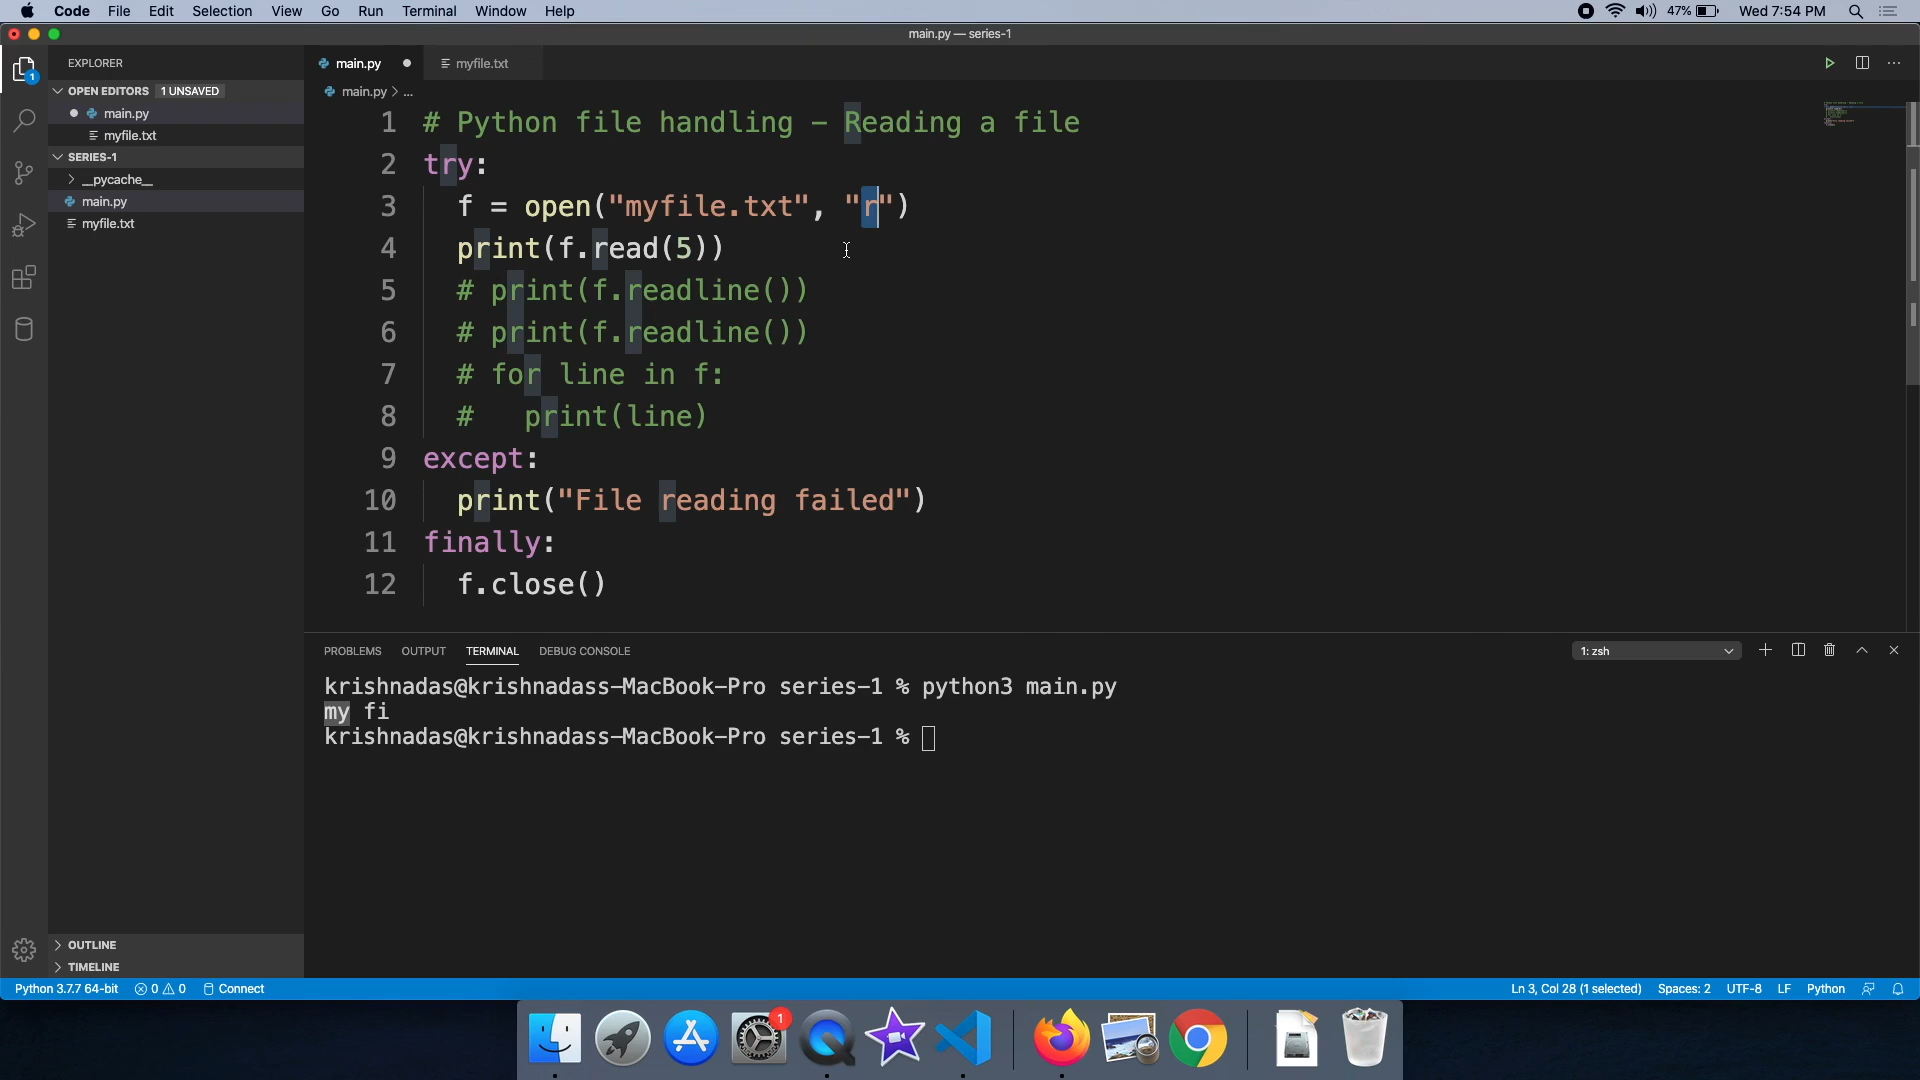 Code File Edit Selection View Go Run Terminal Window Help 47% Wed 7:54 PM
main.py — series-1
EXPLORER
main.py myfile.txt
OPEN EDITORS 1 UNSAVED
main.py > ...
main.py
myfile.txt
SERIES-1
> __pycache__
main.py
myfile.txt
1 # Python file handling - Reading a file
2 try:
3 f = open("myfile.txt", "r")
4 print(f.read(5))
5 # print(f.readline())
6 # print(f.readline())
7 # for line in f:
8 #   print(line)
9 except:
10 print("File reading failed")
11 finally:
12 f.close()
PROBLEMS OUTPUT TERMINAL DEBUG CONSOLE 1: zsh
krishnadas@krishnadass-MacBook-Pro series-1 % python3 main.py
my fi
krishnadas@krishnadass-MacBook-Pro series-1 %
OUTLINE
TIMELINE
Python 3.7.7 64-bit 0 0 Connect Ln 3, Col 28 (1 selected) Spaces: 2 UTF-8 LF Python
1
1